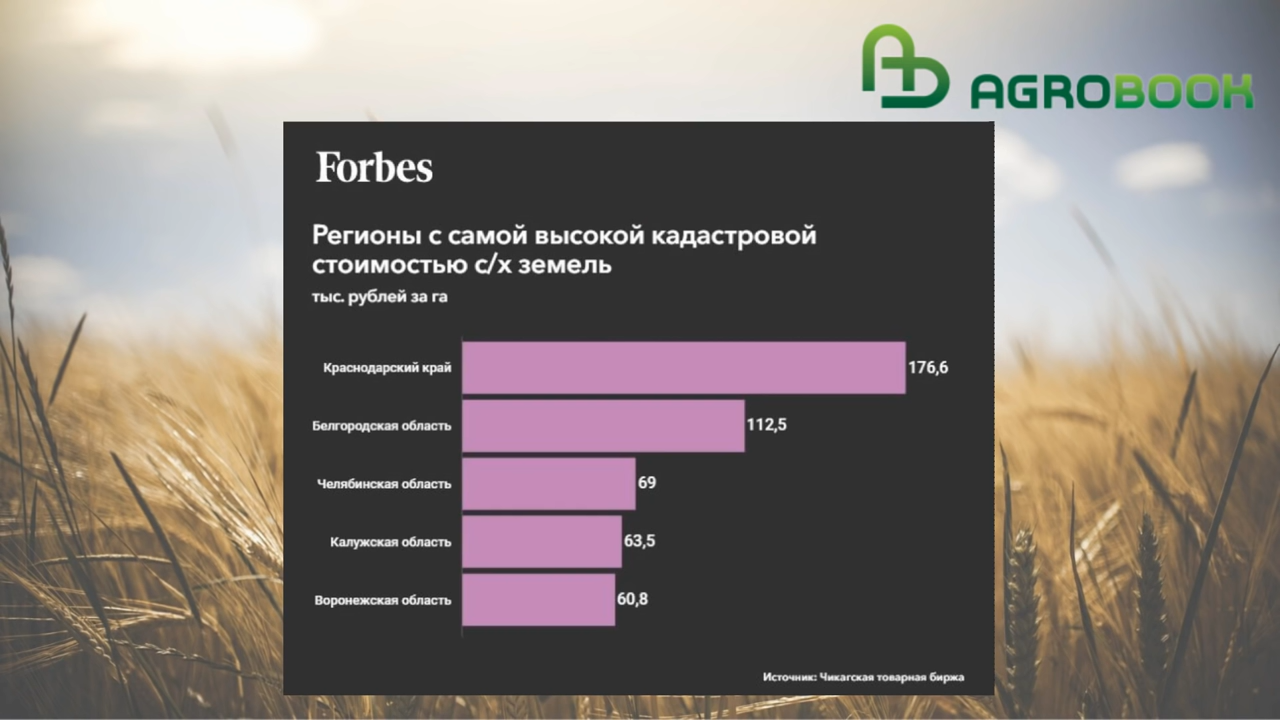 AGROBOOK
Forbes
Регионы с самой высокой кадастровой
стоимостью с/х земель
тыс. рублей за га
Краснодарский край 176,6
Белгородская область 112,5
Челябинская область 69
Калужская область 63,5
Воронежская область 60,8
Источник: Чикагская товарная биржа